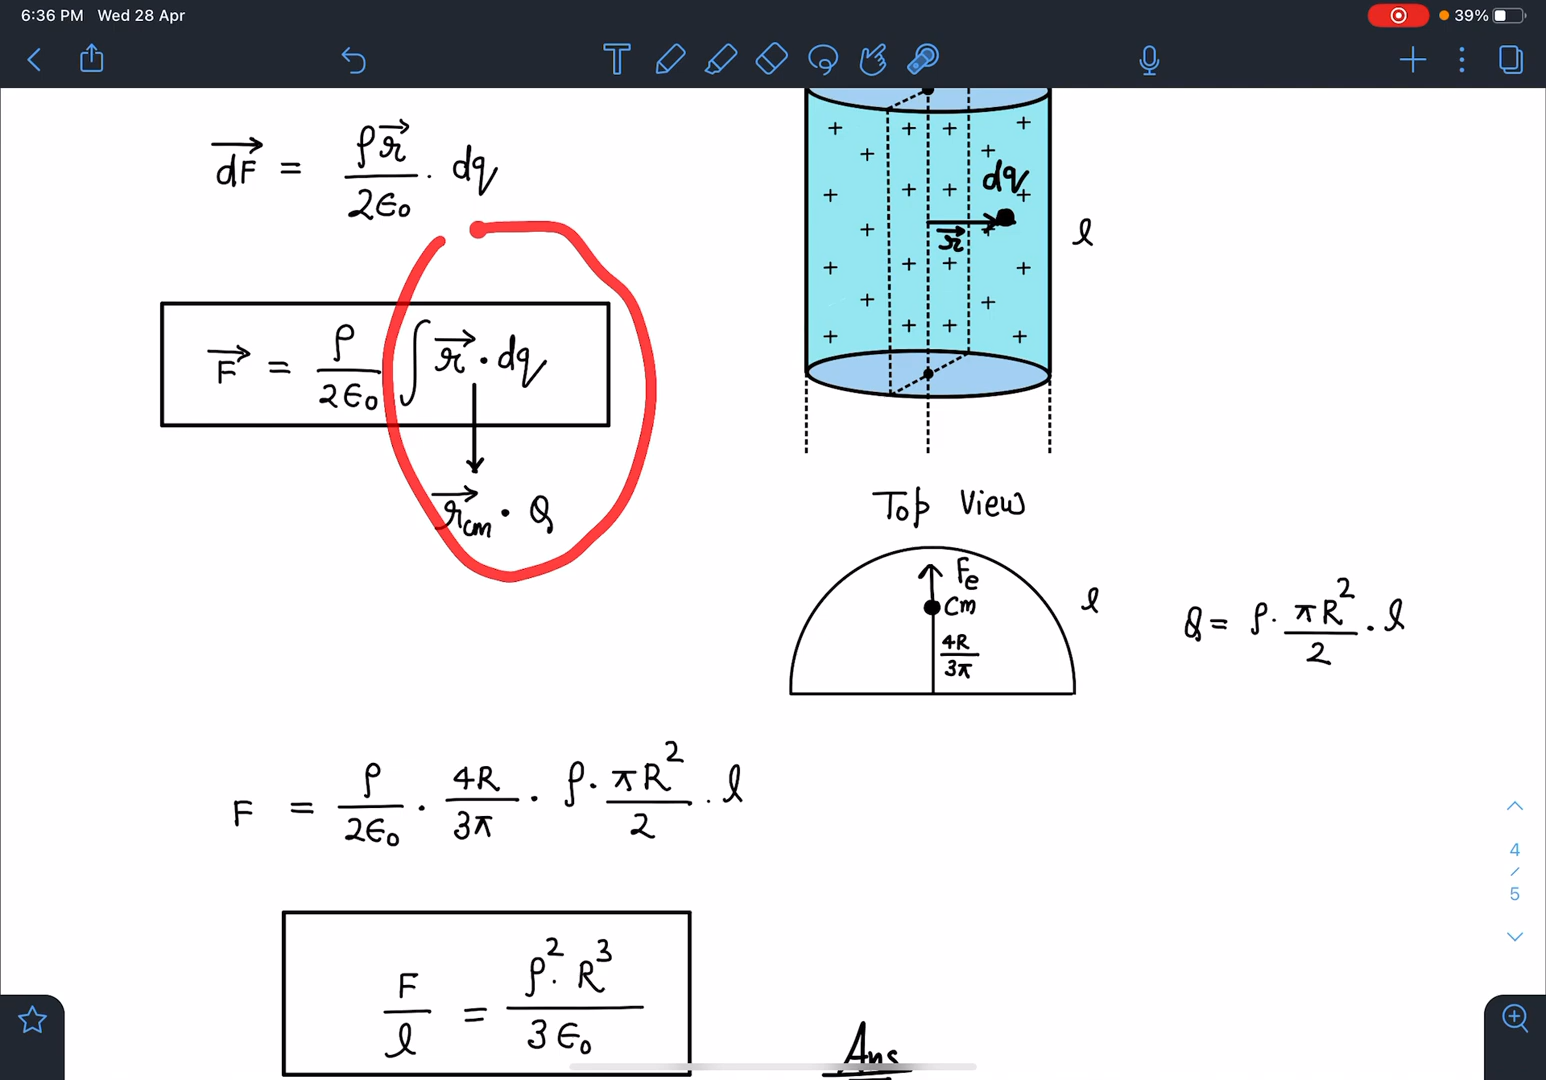 6:36 PM Wed 28 Apr
39%
T
dF⃗ = ρr⃗ / 2ε₀ . dq
dq
r⃗
l
F⃗ = ρ / 2ε₀ ∫ r⃗ . dq
r⃗cm . Q
Top View
Fe
cm
4R / 3π
l
Q = ρ . πR² / 2 . l
F = ρ / 2ε₀ . 4R / 3π . ρ . πR² / 2 . l
4
/
5
F / l = ρ² . R³ / 3ε₀
Ans